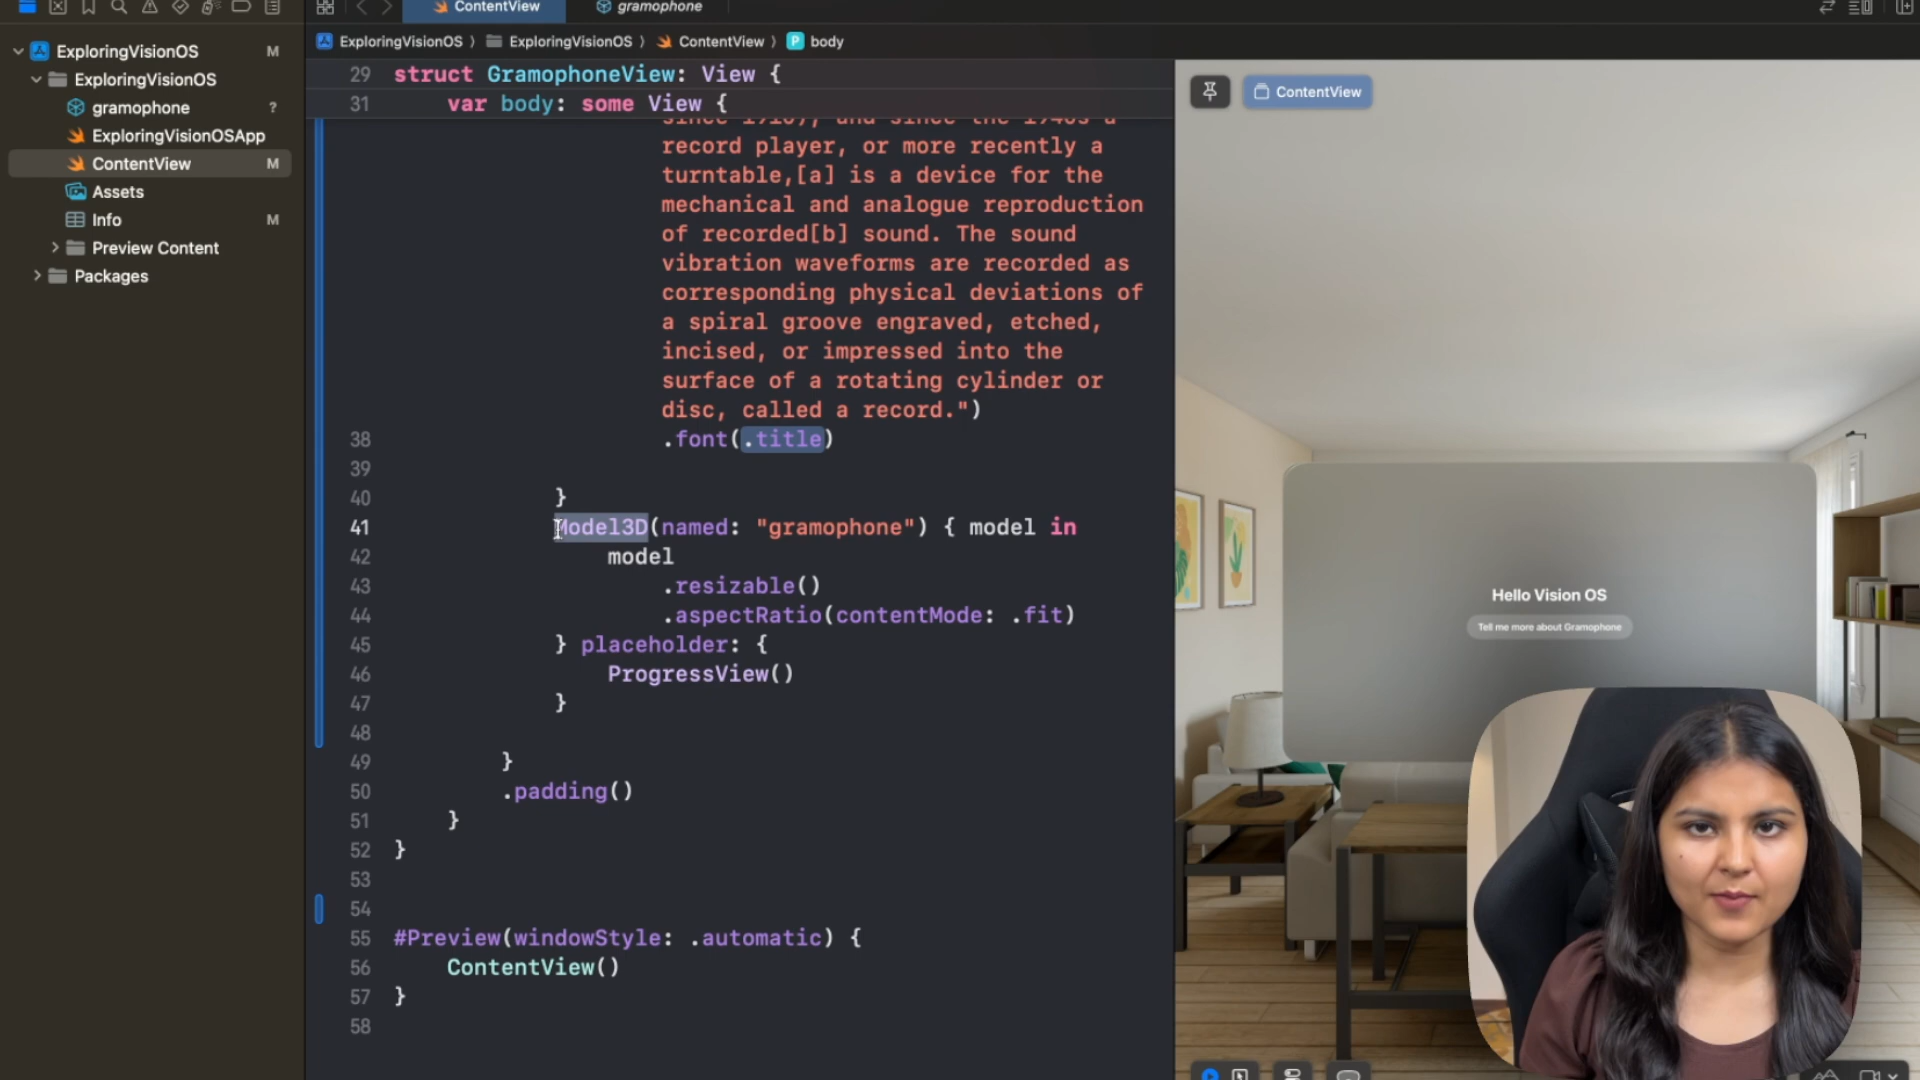 ContentView
gramophone
ExploringVisionOS M
ExploringVisionOS
gramophone ?
ExploringVisionOSApp
ContentView M
Assets
Info M
Preview Content
Packages
ExploringVisionOS 〉 ExploringVisionOS 〉 ContentView 〉 P body
29 struct GramophoneView: View {
31 var body: some View {
since 1910), and since the 1940s a
record player, or more recently a
turntable,[a] is a device for the
mechanical and analogue reproduction
of recorded[b] sound. The sound
vibration waveforms are recorded as
corresponding physical deviations of
a spiral groove engraved, etched,
incised, or impressed into the
surface of a rotating cylinder or
disc, called a record.")
38 .font(.title)
39
40 }
41 Model3D(named: "gramophone") { model in
42 model
43 .resizable()
44 .aspectRatio(contentMode: .fit)
45 } placeholder: {
46 ProgressView()
47 }
48
49 }
50 .padding()
51 }
52 }
53
54
55 #Preview(windowStyle: .automatic) {
56 ContentView()
57 }
58
ContentView
Hello Vision OS
Tell me more about Gramophone